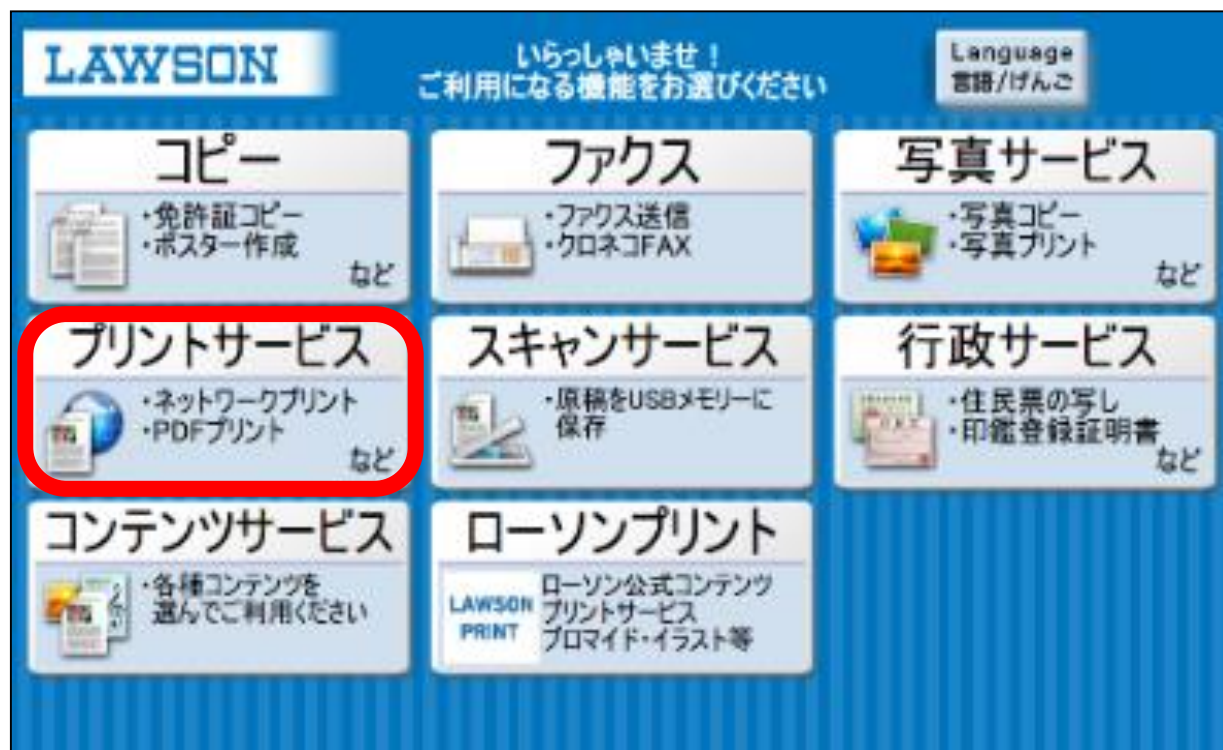 LAWSON
いらっしゃいませ！
ご利用になる機能をお選びください
Language
言語/げんご
コピー
・免許証コピー
・ポスター作成
など
ファクス
・ファクス送信
・クロネコFAX
写真サービス
・写真コピー
・写真プリント
など
プリントサービス
・ネットワークプリント
・PDFプリント
など
スキャンサービス
・原稿をUSBメモリーに
保存
行政サービス
・住民票の写し
・印鑑登録証明書
など
コンテンツサービス
・各種コンテンツを
選んでご利用ください
ローソンプリント
LAWSON
PRINT
ローソン公式コンテンツ
プリントサービス
ブロマイド・イラスト等